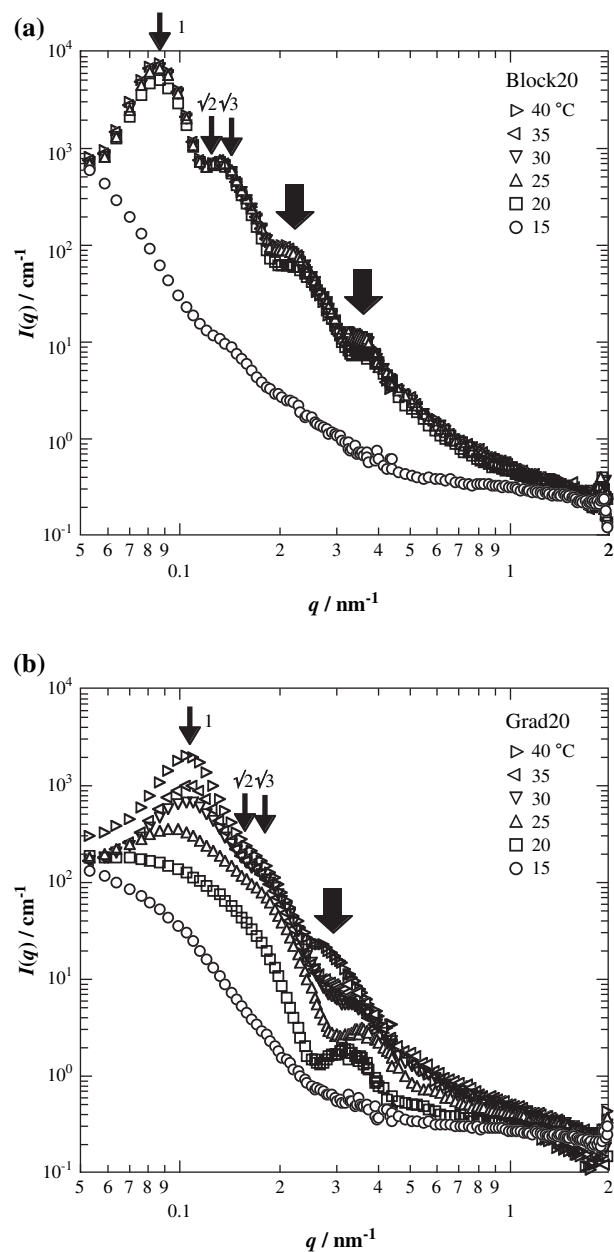 (a)
1
√2 √3
Block20
40 °C
35
30
25
20
15
10^4
10^3
10^2
10^1
10^0
10^-1
I(q) / cm^-1
5 6 7 8 9 2 3 4 5 6 7 8 9 2
0.1 1
q / nm^-1
(b)
1
√2 √3
Grad20
40 °C
35
30
25
20
15
10^4
10^3
10^2
10^1
10^0
10^-1
I(q) / cm^-1
5 6 7 8 9 2 3 4 5 6 7 8 9 2
0.1 1
q / nm^-1